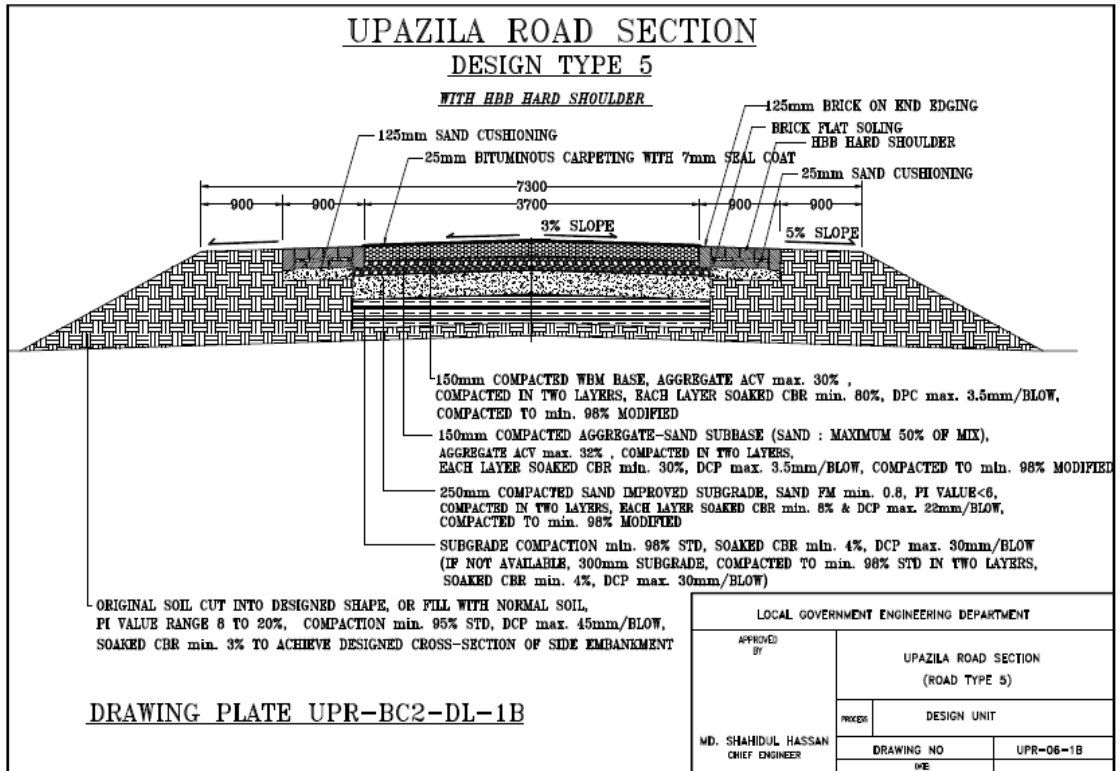 UPAZILA ROAD SECTION
DESIGN TYPE 5
WITH HBB HARD SHOULDER
125mm BRICK ON END EDGING
BRICK FLAT SOLING
125mm SAND CUSHIONING
HBB HARD SHOULDER
25mm BITUMINOUS CARPETING WITH 7mm SEAL COAT
25mm SAND CUSHIONING
7300
900 900 3700 900 900
3% SLOPE
5% SLOPE
150mm COMPACTED WBM BASE, AGGREGATE ACV max. 30% ,
COMPACTED IN TWO LAYERS, EACH LAYER SOAKED CBR min. 80%, DPC max. 3.5mm/BLOW,
COMPACTED TO min. 98% MODIFIED
150mm COMPACTED AGGREGATE-SAND SUBBASE (SAND : MAXIMUM 50% OF MIX),
AGGREGATE ACV max. 32% , COMPACTED IN TWO LAYERS,
EACH LAYER SOAKED CBR min. 30%, DCP max. 3.5mm/BLOW, COMPACTED TO min. 98% MODIFIED
250mm COMPACTED SAND IMPROVED SUBGRADE, SAND FM min. 0.8, PI VALUE<6,
COMPACTED IN TWO LAYERS, EACH LAYER SOAKED CBR min. 8% & DCP max. 22mm/BLOW,
COMPACTED TO min. 98% MODIFIED
SUBGRADE COMPACTION min. 98% STD, SOAKED CBR min. 4%, DCP max. 30mm/BLOW
(IF NOT AVAILABLE, 300mm SUBGRADE, COMPACTED TO min. 98% STD IN TWO LAYERS,
SOAKED CBR min. 4%, DCP max. 30mm/BLOW)
ORIGINAL SOIL CUT INTO DESIGNED SHAPE, OR FILL WITH NORMAL SOIL,
PI VALUE RANGE 8 TO 20%, COMPACTION min. 95% STD, DCP max. 45mm/BLOW,
SOAKED CBR min. 3% TO ACHIEVE DESIGNED CROSS-SECTION OF SIDE EMBANKMENT
DRAWING PLATE UPR-BC2-DL-1B
LOCAL GOVERNMENT ENGINEERING DEPARTMENT
APPROVED
BY
MD. SHAHIDUL HASSAN
CHIEF ENGINEER
UPAZILA ROAD SECTION
(ROAD TYPE 5)
PROCESS DESIGN UNIT
DRAWING NO UPR-06-1B